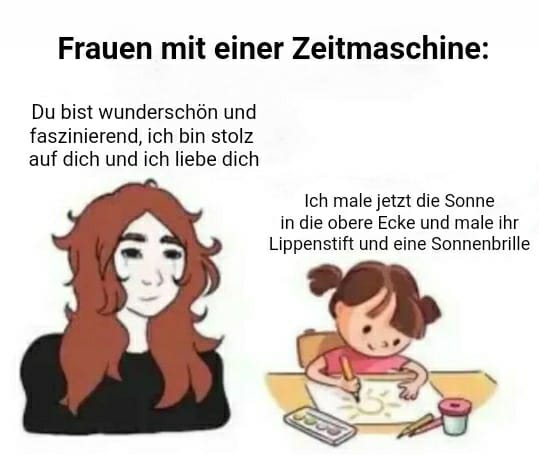 Frauen mit einer Zeitmaschine:
Du bist wunderschön und
faszinierend, ich bin stolz
auf dich und ich liebe dich
Ich male jetzt die Sonne
in die obere Ecke und male ihr
Lippenstift und eine Sonnenbrille